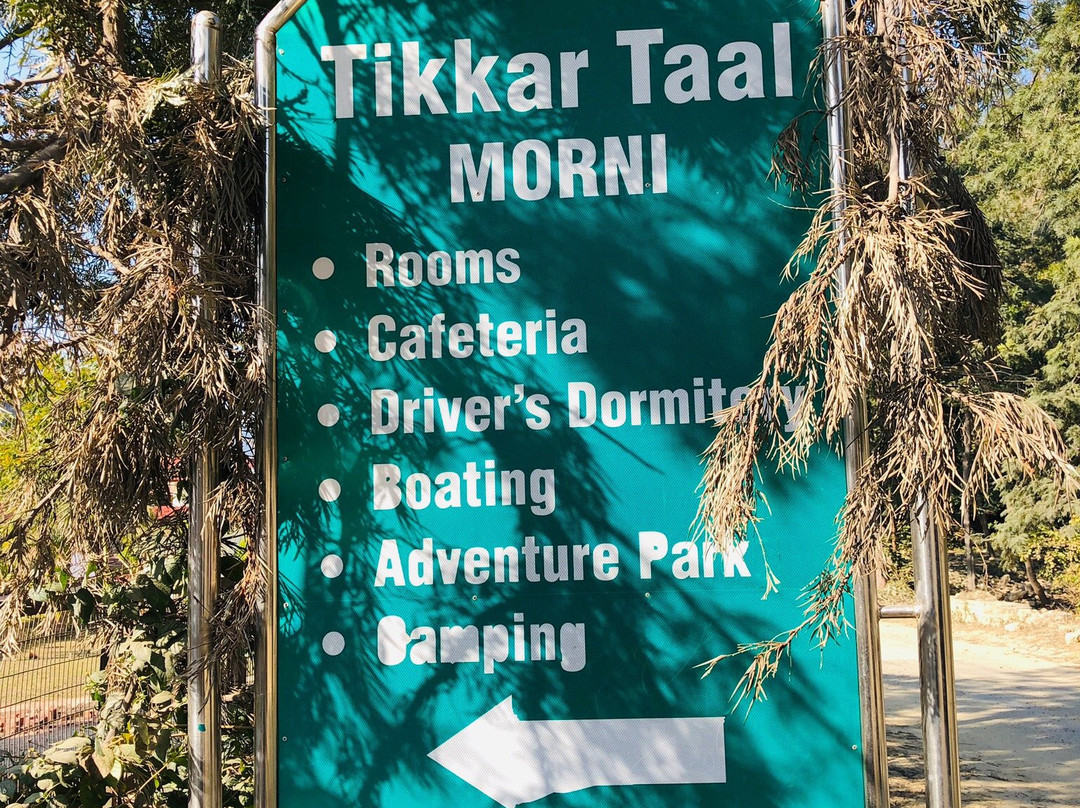 Tikkar Taal
MORNI
• Rooms
• Cafeteria
• Driver's Dormitory
• Boating
• Adventure Park
• Camping